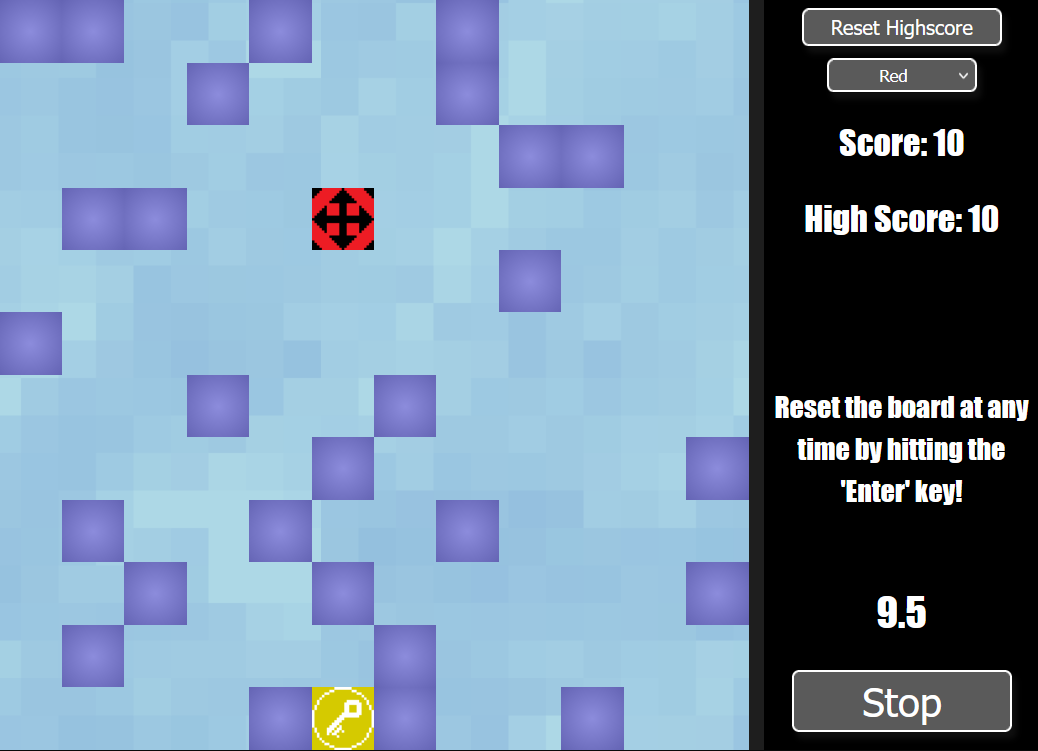 Reset Highscore
Red
Score: 10
High Score: 10
Reset the board at any
time by hitting the
'Enter' key!
9.5
Stop